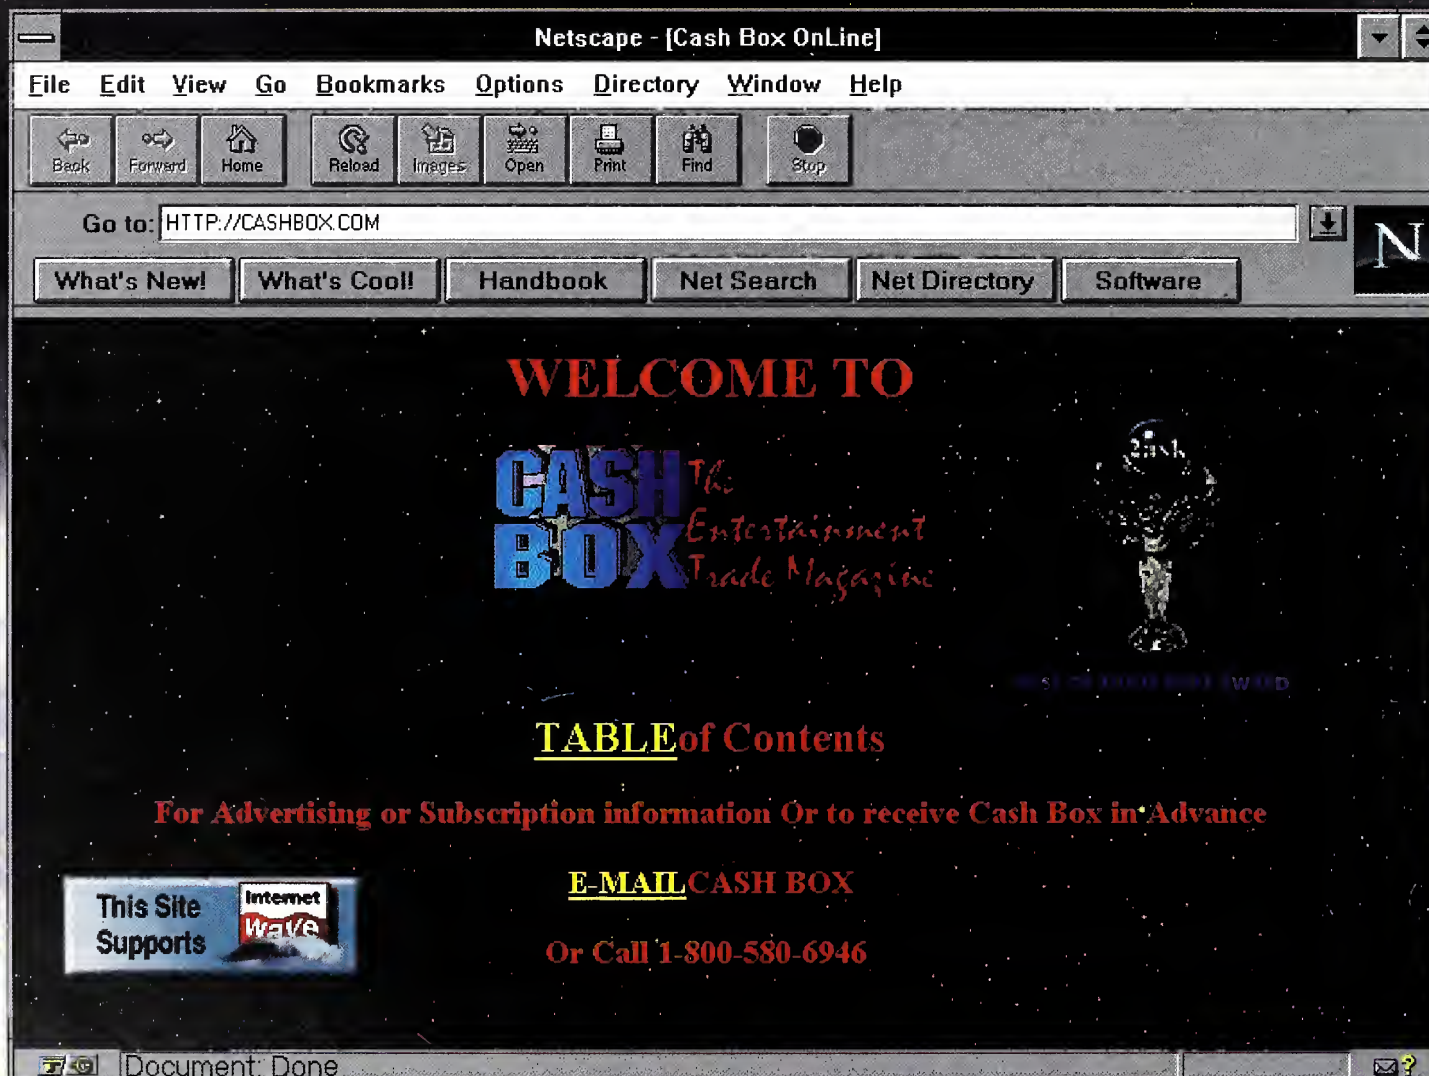 Netscape - [Cash Box OnLine]
File Edit View Go Bookmarks Options Directory Window Help
Back Forward Home Reload Images Open Print Find Stop
Go to: HTTP://CASHBOX.COM
N
What's New! What's Cool! Handbook Net Search Net Directory Software
WELCOME TO
CASH BOX
The
Entertainment
Trade Magazine
TABLE of Contents
For Advertising or Subscription information Or to receive Cash Box in Advance
E-MAIL CASH BOX
Or Call 1-800-580-6946
This Site
Supports
Internet
Wave
Document: Done